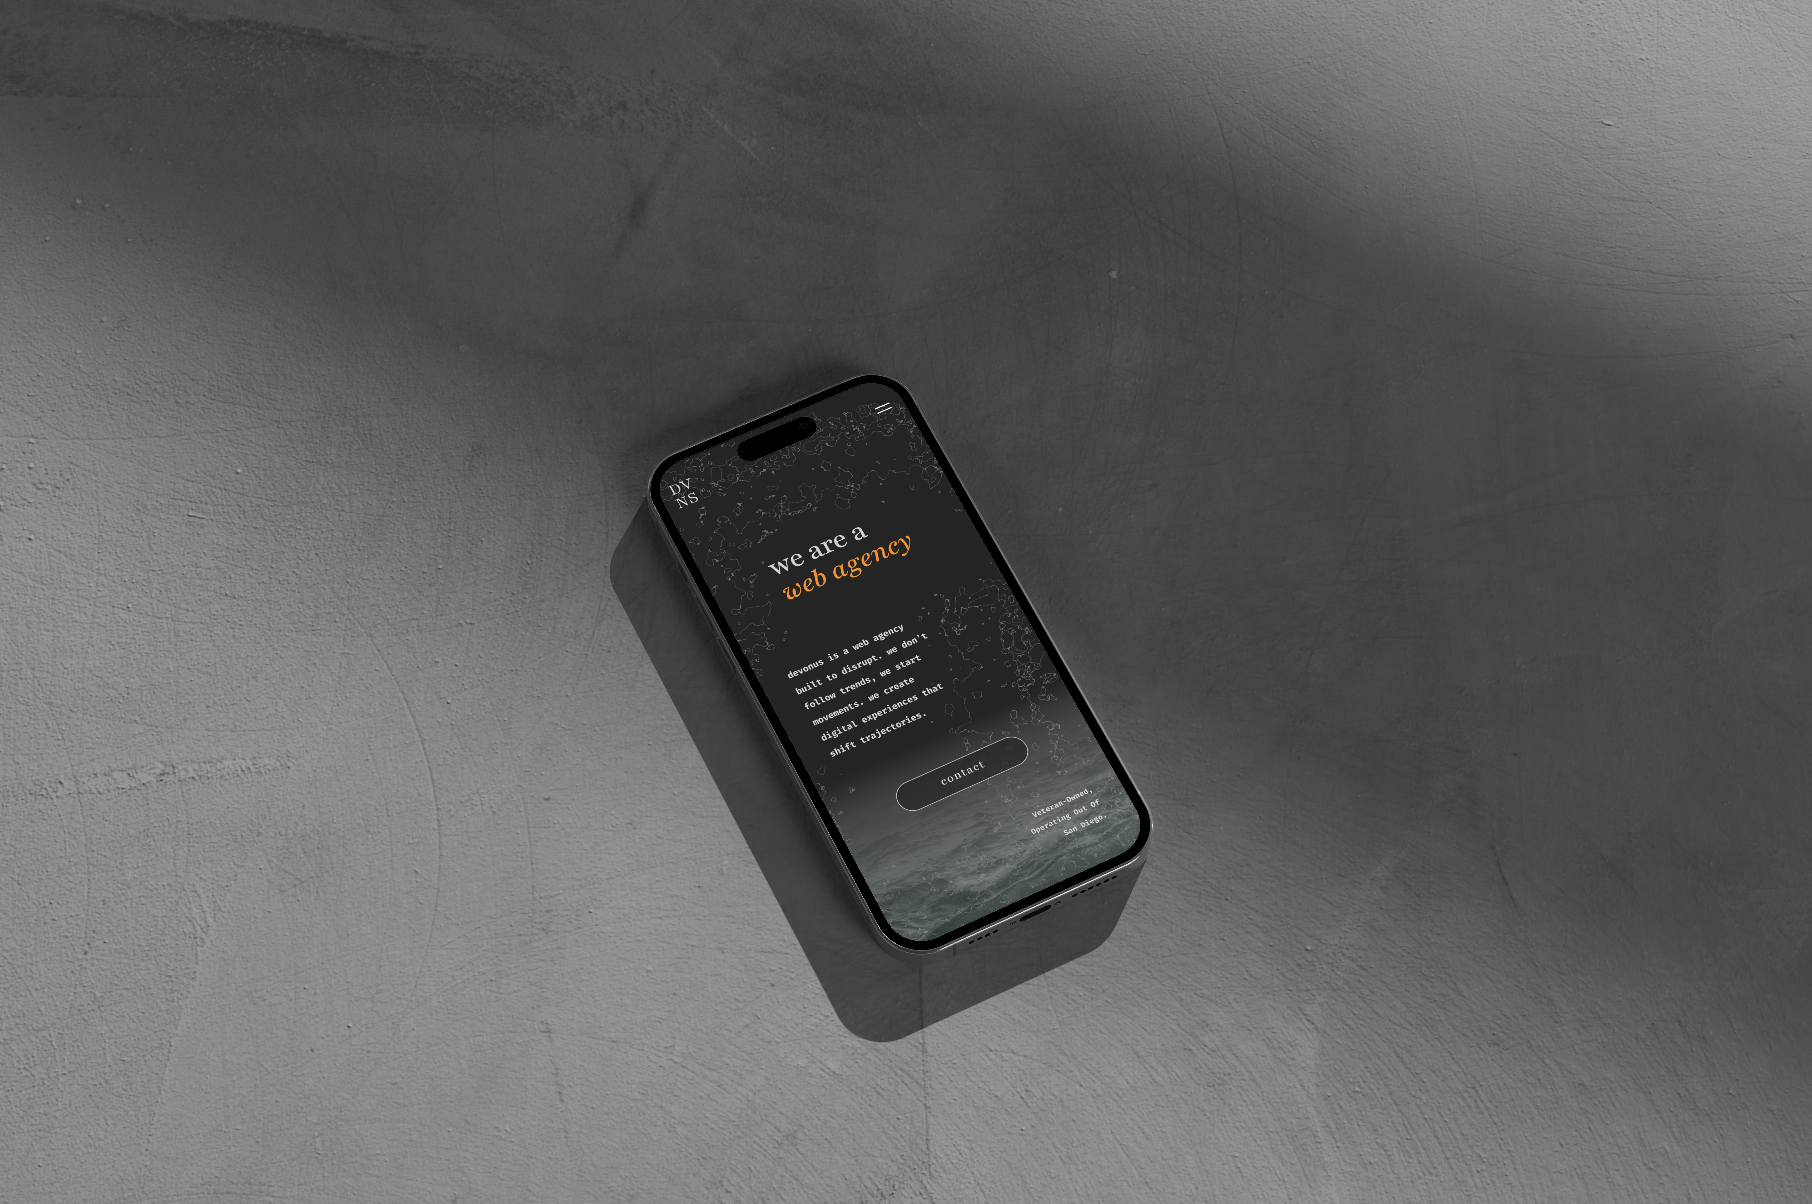 DV
NS
we are a
web agency
devonus is a web agency
built to disrupt. we don't
follow trends, we start
movements. we create
digital experiences that
shift trajectories.
contact
Veteran-Owned,
Operating Out Of
San Diego.